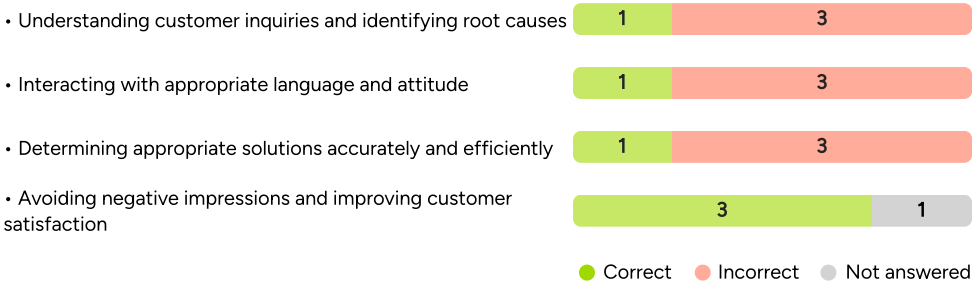 • Understanding customer inquiries and identifying root causes 1 3
• Interacting with appropriate language and attitude 1 3
• Determining appropriate solutions accurately and efficiently 1 3
• Avoiding negative impressions and improving customer
satisfaction
3 1
Correct Incorrect Not answered